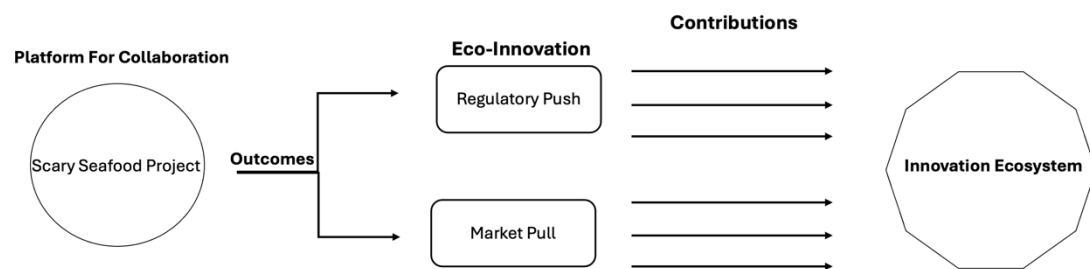 Contributions
Eco-Innovation
Platform For Collaboration
Regulatory Push
Scary Seafood Project
Outcomes
Innovation Ecosystem
Market Pull